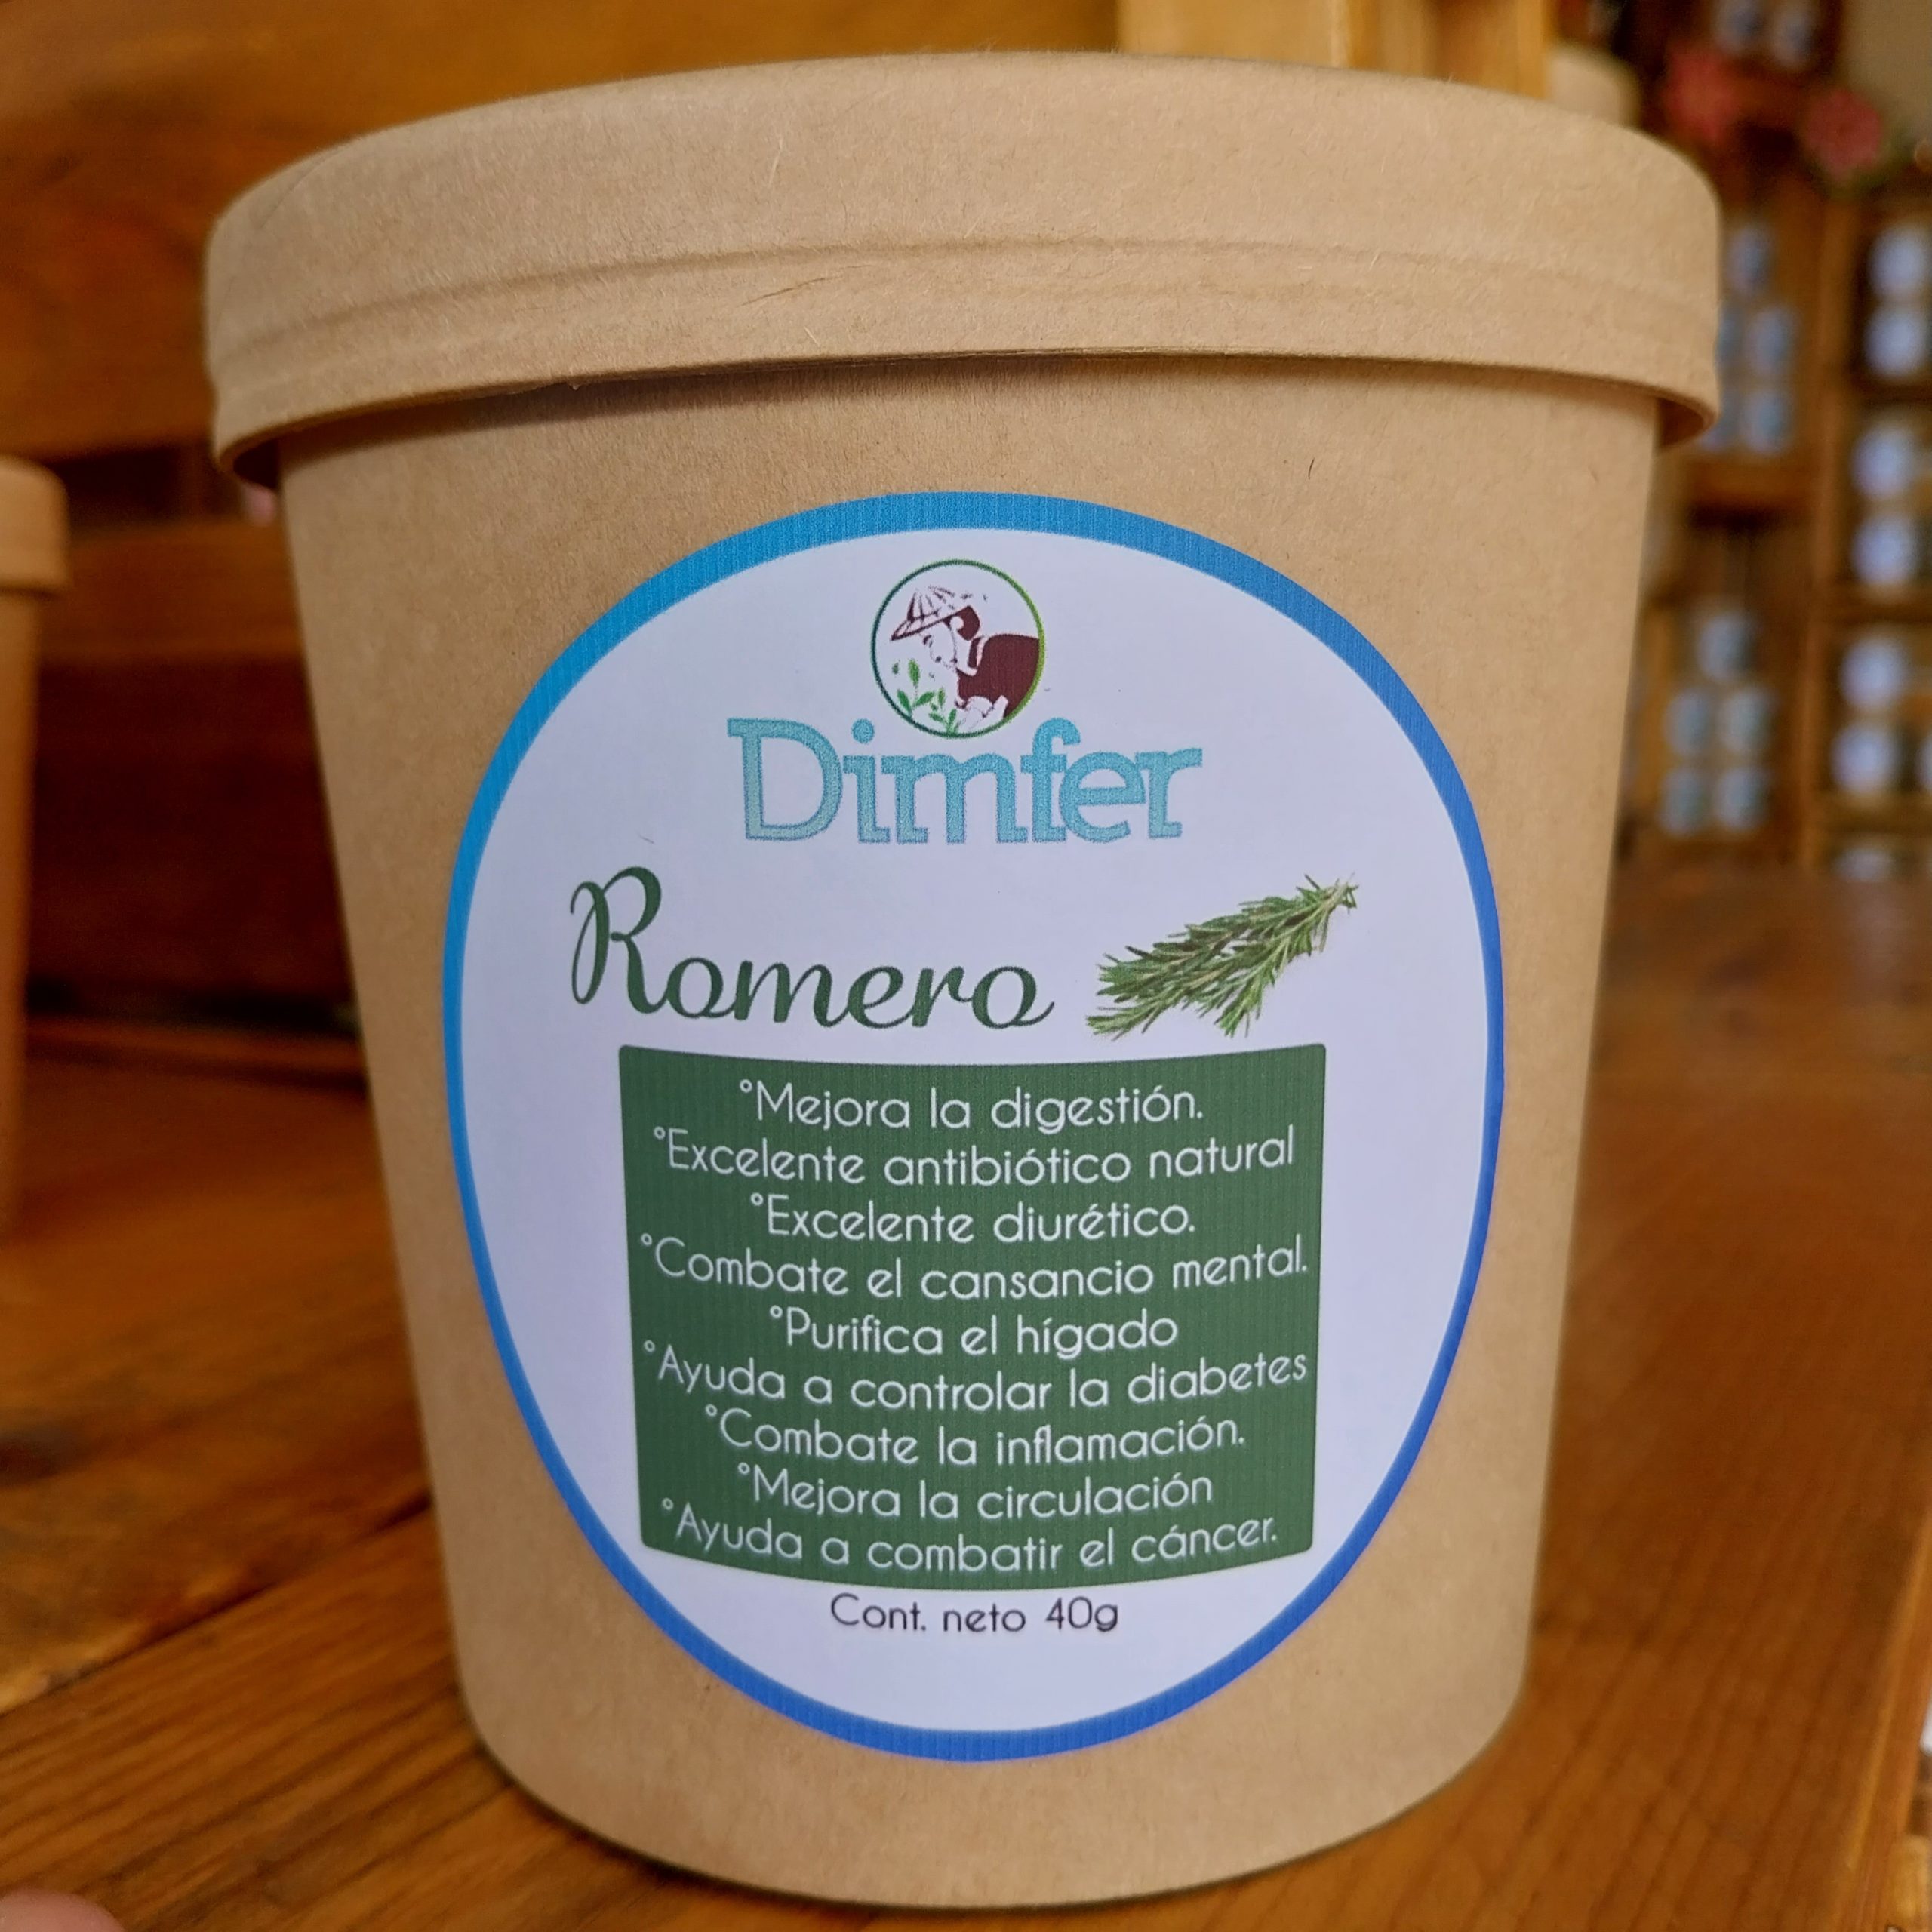 Dimfer
Romero
°Mejora la digestión.
°Excelente antibiótico natural
°Excelente diurético.
°Combate el cansancio mental.
°Purifica el hígado
°Ayuda a controlar la diabetes
°Combate la inflamación.
°Mejora la circulación
°Ayuda a combatir el cáncer.
Cont. neto 40g